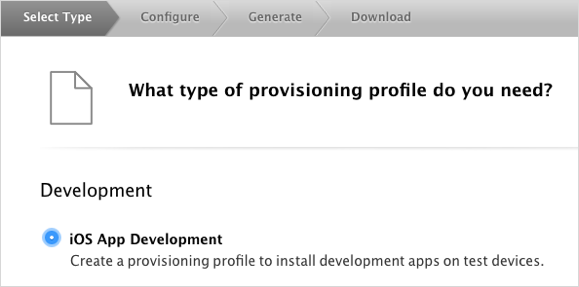 Select Type Configure Generate Download
What type of provisioning profile do you need?
Development
iOS App Development
Create a provisioning profile to install development apps on test devices.